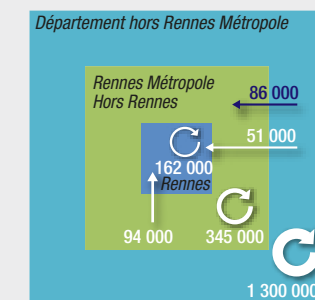 Département hors Rennes Métropole
Rennes Métropole
Hors Rennes
86 000
51 000
162 000
Rennes
94 000
345 000
1 300 000